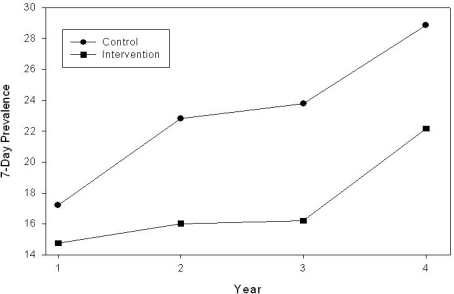 30
28
26
24
22
20
18
16
14
7-Day Prevalence
Control
Intervention
1 2 3 4
Year